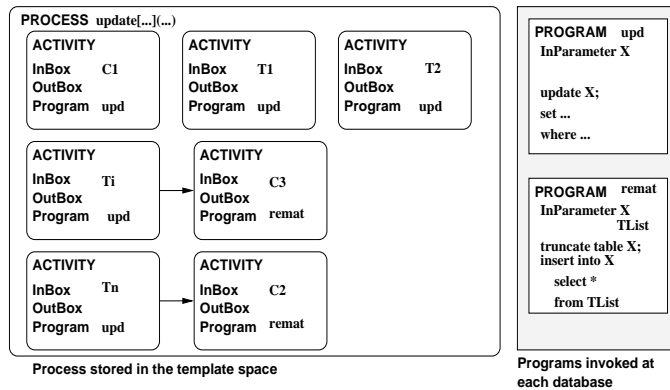 PROCESS update[...](...)
ACTIVITY
InBox C1
OutBox
Program upd
ACTIVITY
InBox T1
OutBox
Program upd
ACTIVITY
InBox T2
OutBox
Program upd
ACTIVITY
InBox Ti
OutBox
Program upd
ACTIVITY
InBox C3
OutBox
Program remat
ACTIVITY
InBox Tn
OutBox
Program upd
ACTIVITY
InBox C2
OutBox
Program remat
Process stored in the template space
PROGRAM upd
InParameter X
update X;
set ...
where ...
PROGRAM remat
InParameter X
TList
truncate table X;
insert into X
select *
from TList
Programs invoked at
each database